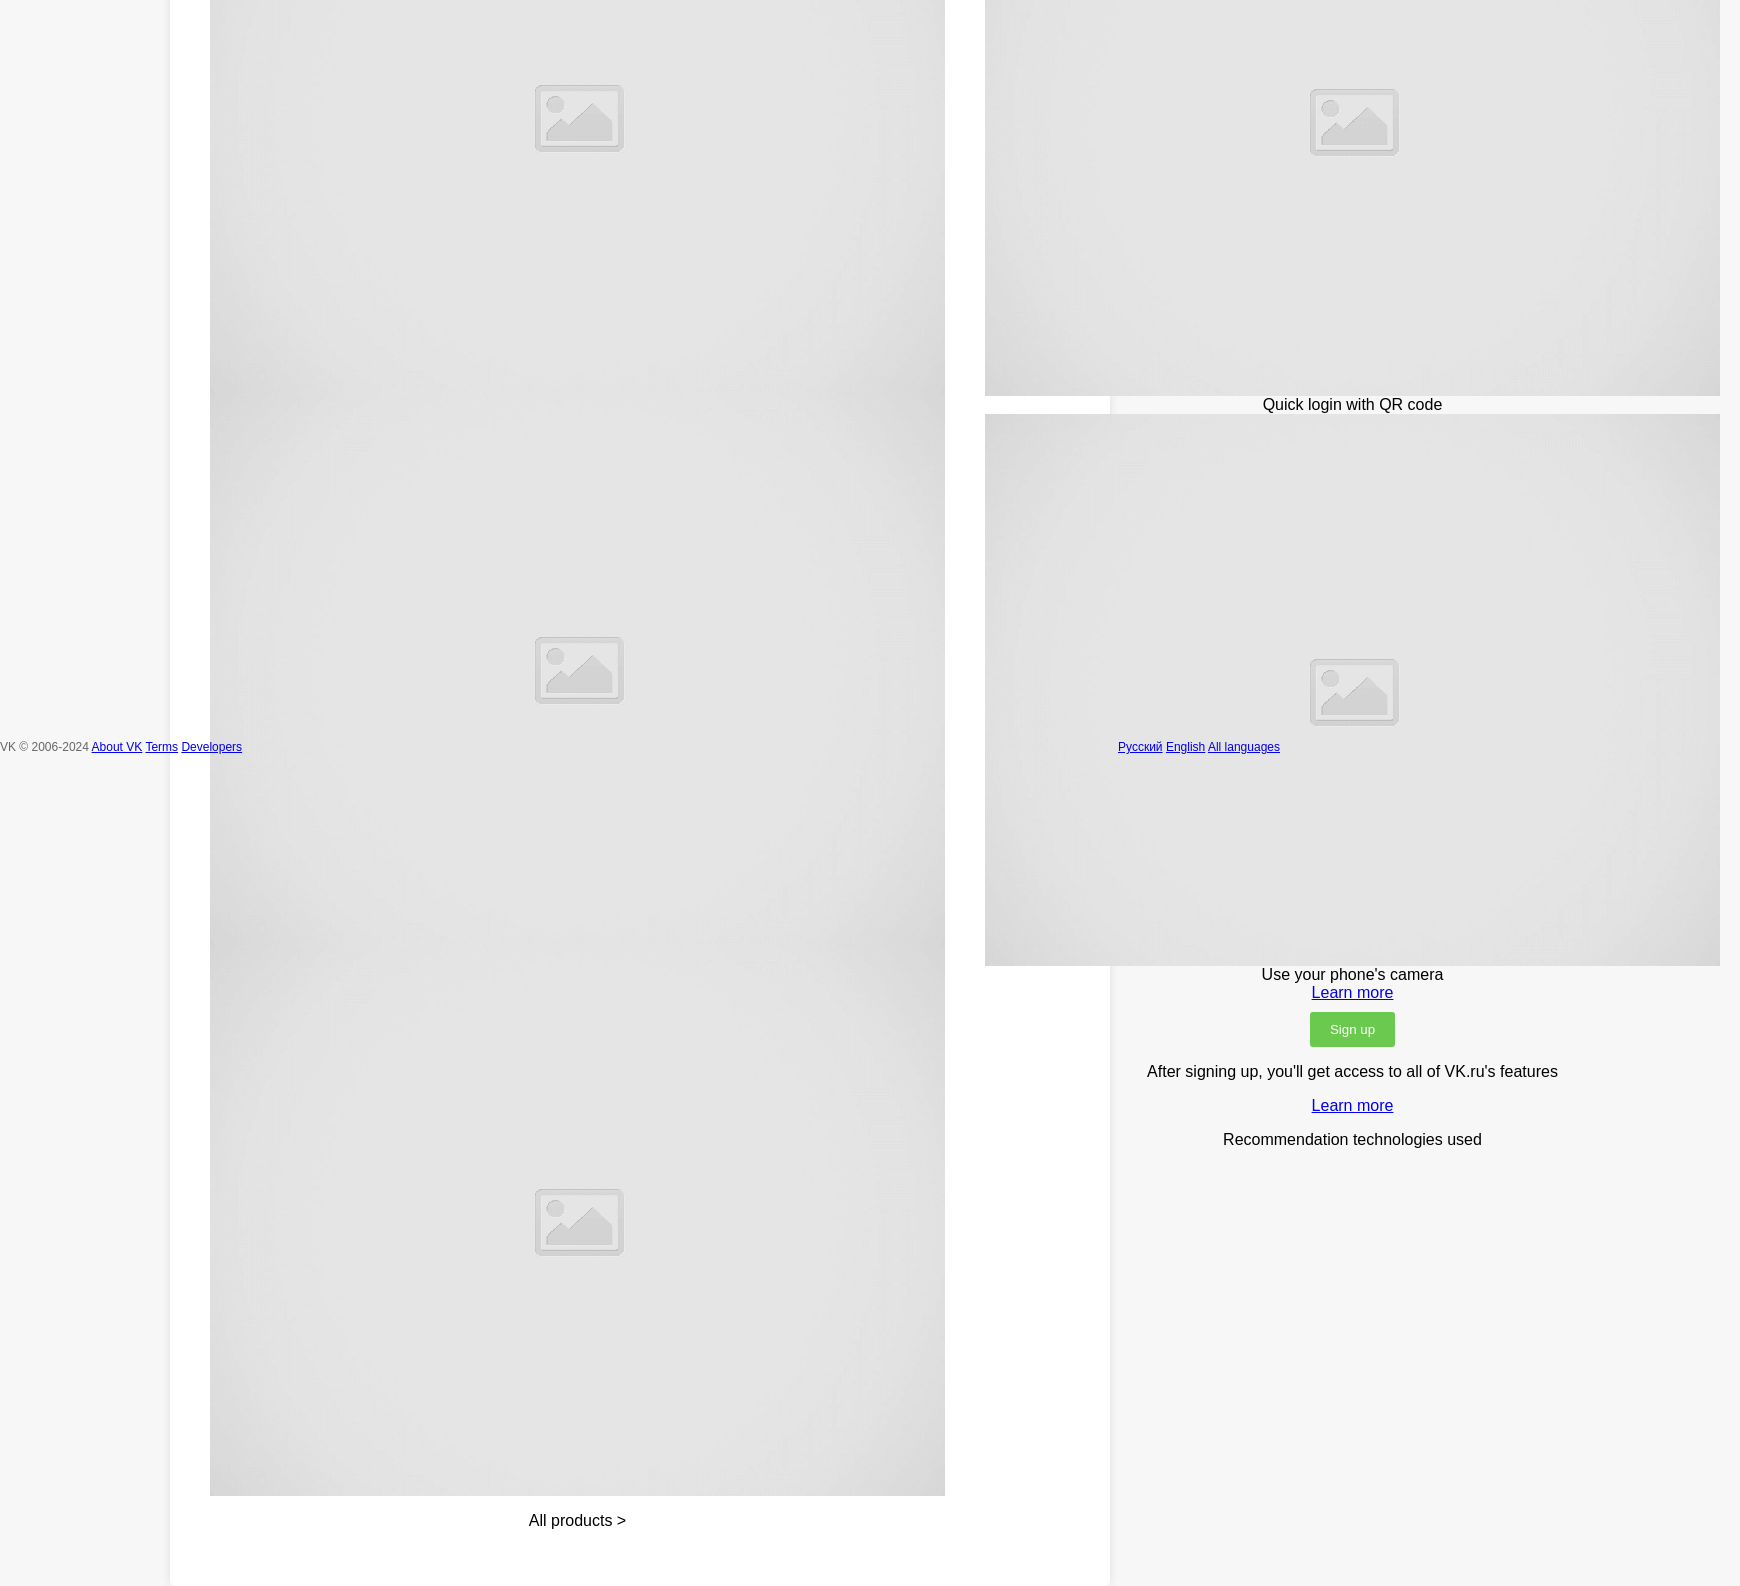 Quick login with QR code
VK © 2006-2024 About VK Terms Developers
Русский English All languages
Use your phone's camera
Learn more
Sign up
After signing up, you'll get access to all of VK.ru's features
Learn more
Recommendation technologies used
All products >